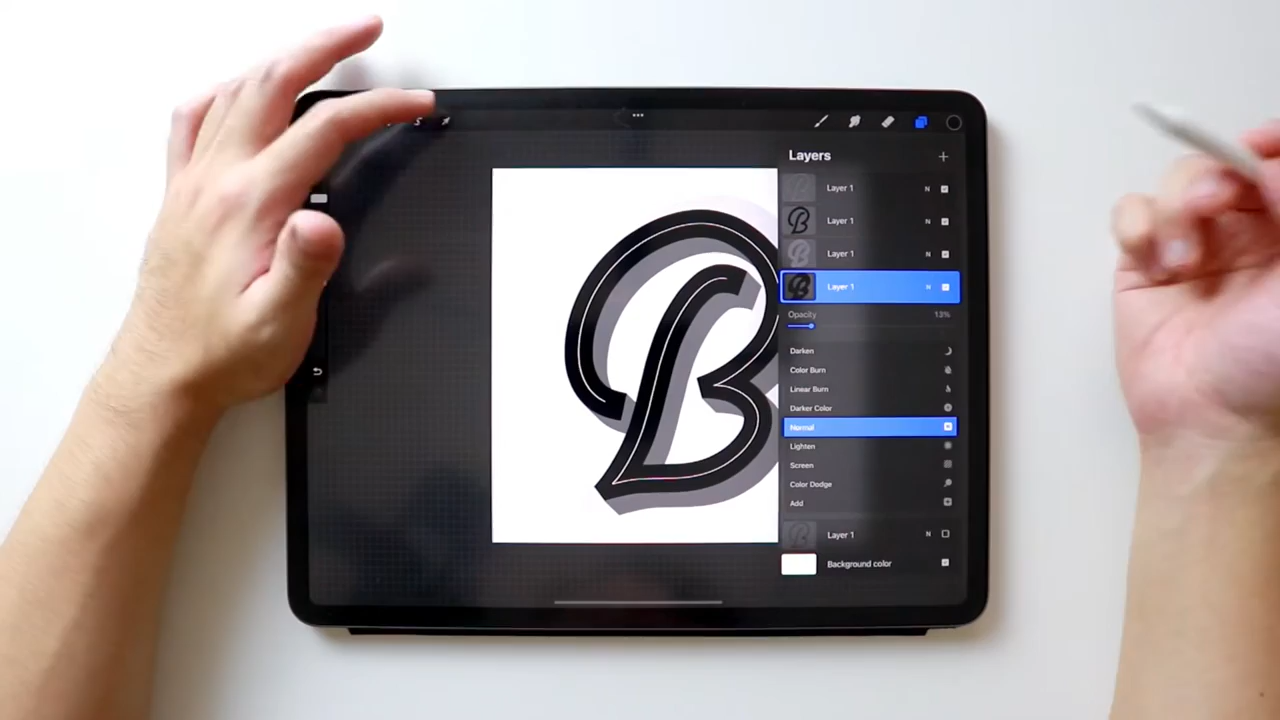 S
Layers
Layer 1 N
Layer 1 N
Layer 1 N
Layer 1 N
Opacity 13%
Darken
Color Burn
Linear Burn
Darker Color
Normal
Lighten
Screen
Color Dodge
Add
Layer 1 N
Background color
B